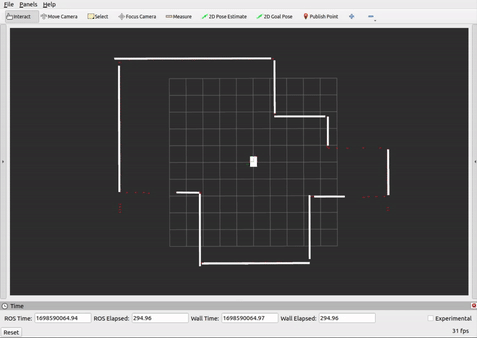 File Panels Help
Interact Move Camera Select Focus Camera Measure 2D Pose Estimate 2D Goal Pose Publish Point
Time
ROS Time: 1698590064.94 ROS Elapsed: 294.96 Wall Time: 1698590064.97 Wall Elapsed: 294.96 Experimental
Reset 31 fps